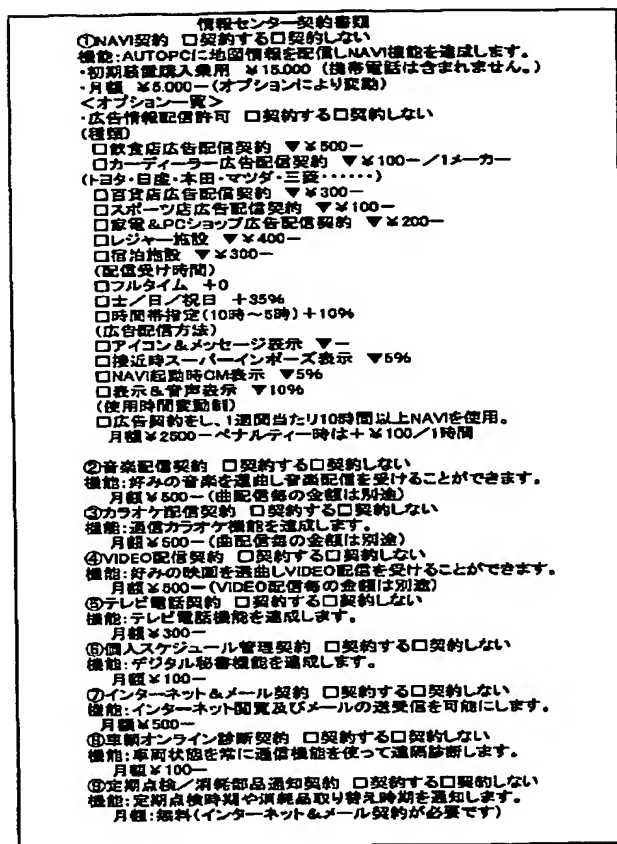 情報センター契約書類
①NAVI契約 □契約する□契約しない
機能:AUTOPCに地図情報を配信しNAVI機能を達成します。
・初期装置購入費用 ¥15.000 (携帯電話は含まれません。)
・月額 ¥5.000ー(オプションにより変動)
<オプション一覧>
・広告情報配信許可 □契約する□契約しない
(種類)
□飲食店広告配信契約 ▼¥500ー
□カーディーラー広告配信契約 ▼¥100ー/1メーカー
(トヨタ・日産・本田・マツダ・三菱・・・・・・)
□百貨店広告配信契約 ▼¥300ー
□スポーツ店広告配信契約 ▼¥100ー
□家電&PCショップ広告配信契約 ▼¥200ー
□レジャー施設 ▼¥400ー
□宿泊施設 ▼¥300ー
(配信受け時間)
□フルタイム +0
□土/日/祝日 +35%
□時間帯指定(10時~5時)+10%
(広告配信方法)
□アイコン&メッセージ表示 ▼ー
□接近時スーパーインポーズ表示 ▼5%
□NAVI起動時CM表示 ▼5%
□表示&音声表示 ▼10%
(使用時間変動制)
□広告契約をし、1週間当たり10時間以上NAVIを使用。
月額¥2500ーペナルティー時は+¥100/1時間
②音楽配信契約 □契約する□契約しない
機能:好みの音楽を選曲し音楽配信を受けることができます。
月額¥500ー(曲配信毎の金額は別途)
③カラオケ配信契約 □契約する□契約しない
機能:通信カラオケ機能を達成します。
月額¥500ー(曲配信毎の金額は別途)
④VIDEO配信契約 □契約する□契約しない
機能:好みの映画を選曲しVIDEO配信を受けることができます。
月額¥500ー(VIDEO配信毎の金額は別途)
⑤テレビ電話契約 □契約する□契約しない
機能:テレビ電話機能を達成します。
月額¥300ー
⑥個人スケジュール管理契約 □契約する□契約しない
機能:デジタル秘書機能を達成します。
月額¥100ー
⑦インターネット&メール契約 □契約する□契約しない
機能:インターネット閲覧及びメールの送受信を可能にします。
月額¥500ー
⑧車輌オンライン診断契約 □契約する□契約しない
機能:車両状態を常に通信機能を使って遠隔診断します。
月額¥100ー
⑨定期点検/消耗部品通知契約 □契約する□契約しない
機能:定期点検時期や消耗品取り替え時期を通知します。
月額:無料(インターネット&メール契約が必要です)